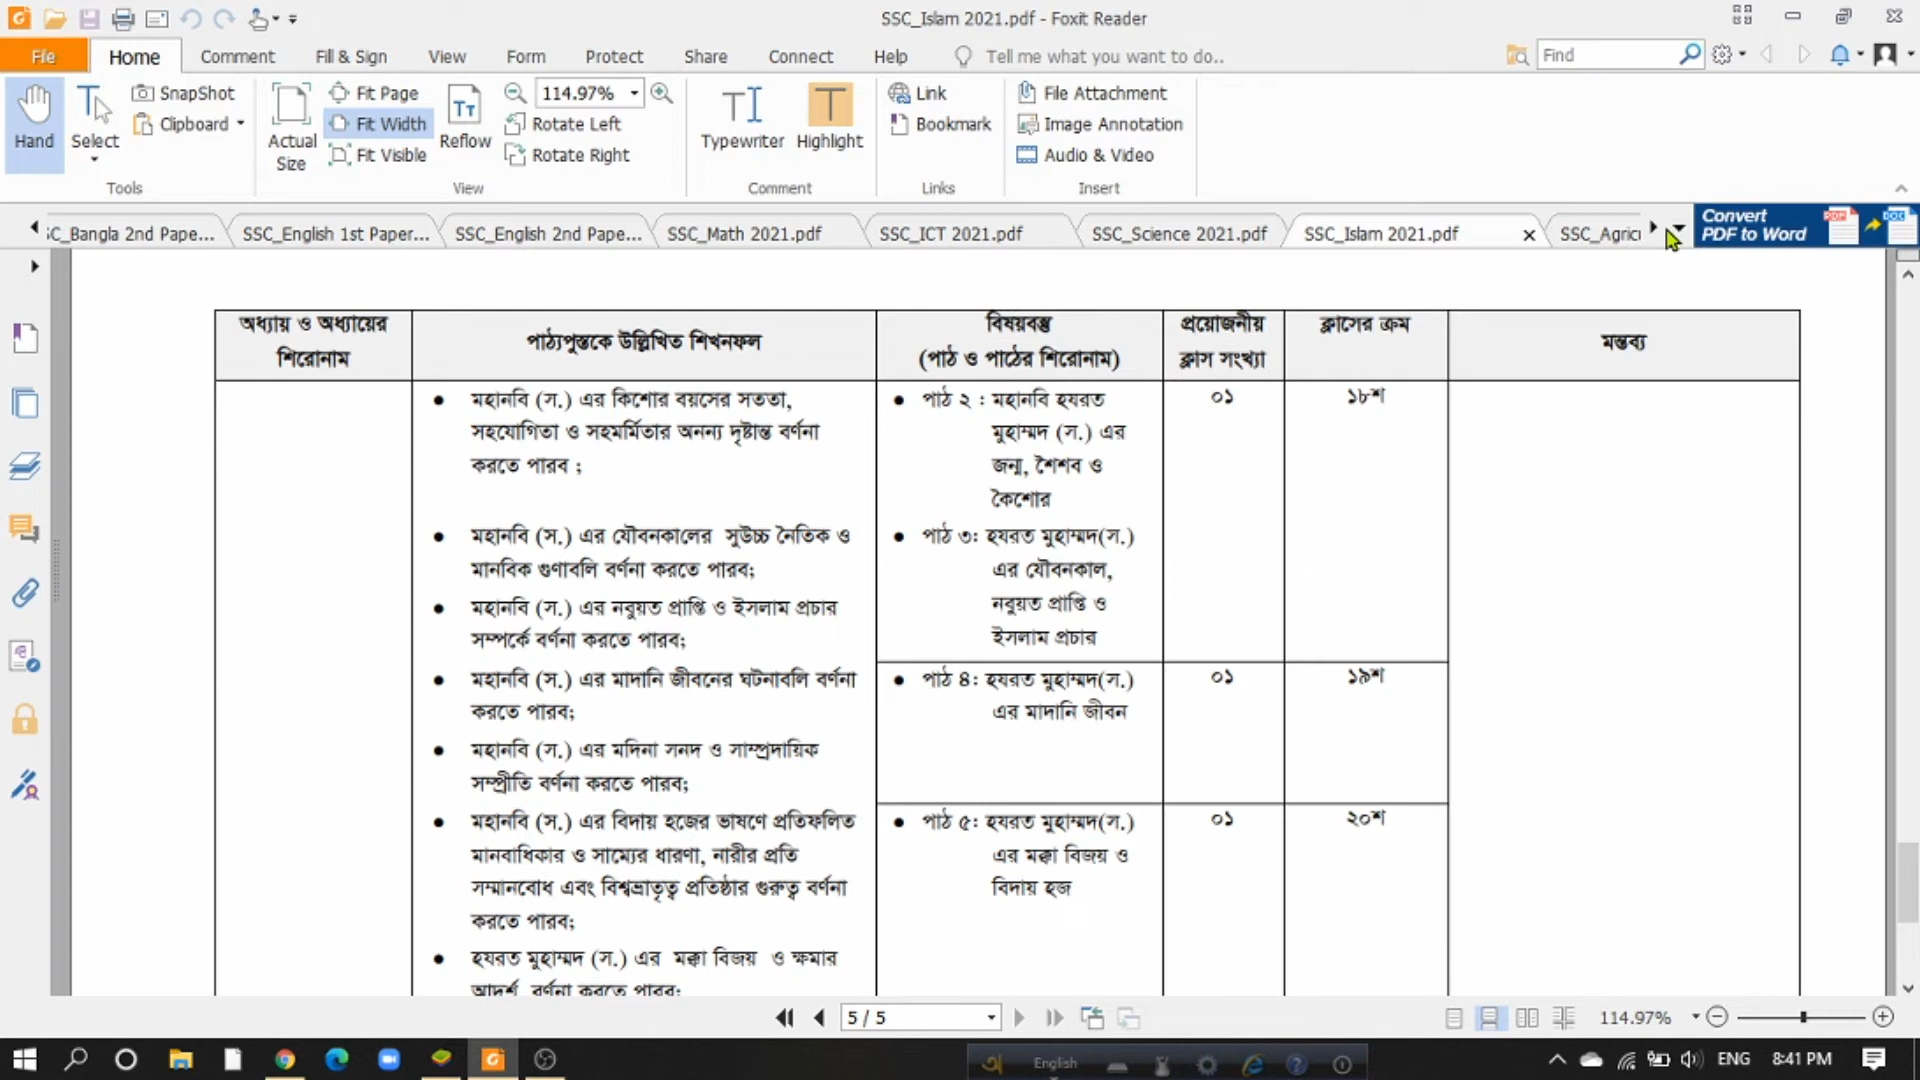 SSC_Islam 2021.pdf - Foxit Reader
File Home Comment Fill & Sign View Form Protect Share Connect Help Tell me what you want to do.. Find
Hand Select SnapShot Clipboard Actual Size Fit Page Fit Width Fit Visible Reflow 114.97% Rotate Left Rotate Right Typewriter Highlight Link Bookmark File Attachment Image Annotation Audio & Video
Tools View Comment Links Insert
C_Bangla 2nd Pape... SSC_English 1st Paper... SSC_English 2nd Pape... SSC_Math 2021.pdf SSC_ICT 2021.pdf SSC_Science 2021.pdf SSC_Islam 2021.pdf SSC_Agric
Convert
PDF to Word
PDF DOC
অধ্যায় ও অধ্যায়ের
শিরোনাম
পাঠ্যপুস্তকে উল্লিখিত শিখনফল
বিষয়বস্তু
(পাঠ ও পাঠের শিরোনাম)
প্রয়োজনীয়
ক্লাস সংখ্যা
ক্লাসের ক্রম
মন্তব্য
মহানবি (স.) এর কিশোর বয়সের সততা,
সহযোগিতা ও সহমর্মিতার অনন্য দৃষ্টান্ত বর্ণনা
করতে পারব ;
মহানবি (স.) এর যৌবনকালের সুউচ্চ নৈতিক ও
মানবিক গুণাবলি বর্ণনা করতে পারব;
মহানবি (স.) এর নবুয়ত প্রাপ্তি ও ইসলাম প্রচার
সম্পর্কে বর্ণনা করতে পারব;
পাঠ ২ : মহানবি হযরত
মুহাম্মদ (স.) এর
জন্ম, শৈশব ও
কৈশোর
পাঠ ৩: হযরত মুহাম্মদ(স.)
এর যৌবনকাল,
নবুয়ত প্রাপ্তি ও
ইসলাম প্রচার
০১
১৮শ
মহানবি (স.) এর মাদানি জীবনের ঘটনাবলি বর্ণনা
করতে পারব;
মহানবি (স.) এর মদিনা সনদ ও সাম্প্রদায়িক
সম্প্রীতি বর্ণনা করতে পারব;
পাঠ ৪: হযরত মুহাম্মদ(স.)
এর মাদানি জীবন
০১
১৯শ
মহানবি (স.) এর বিদায় হজের ভাষণে প্রতিফলিত
মানবাধিকার ও সাম্যের ধারণা, নারীর প্রতি
সম্মানবোধ এবং বিশ্বভ্রাতৃত্ব প্রতিষ্ঠার গুরুত্ব বর্ণনা
করতে পারব;
হযরত মুহাম্মদ (স.) এর মক্কা বিজয় ও ক্ষমার
আদর্শ বর্ণনা করতে পারব;
পাঠ ৫: হযরত মুহাম্মদ(স.)
এর মক্কা বিজয় ও
বিদায় হজ
০১
২০শ
5 / 5 114.97%
English ENG 8:41 PM